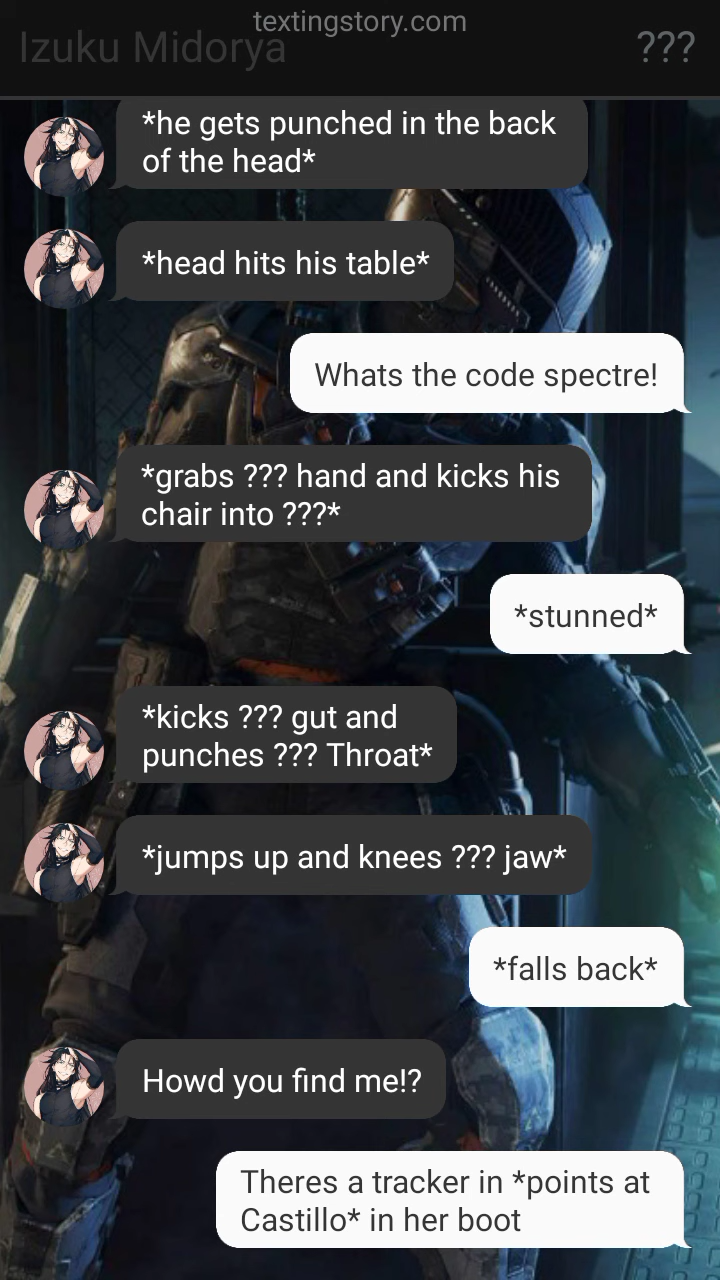 textingstory.com
Izuku Midorya
???
*he gets punched in the back
of the head*
*head hits his table*
Whats the code spectre!
*grabs ??? hand and kicks his
chair into ???*
*stunned*
*kicks ??? gut and
punches ??? Throat*
*jumps up and knees ??? jaw*
*falls back*
Howd you find me!?
Theres a tracker in *points at
Castillo* in her boot